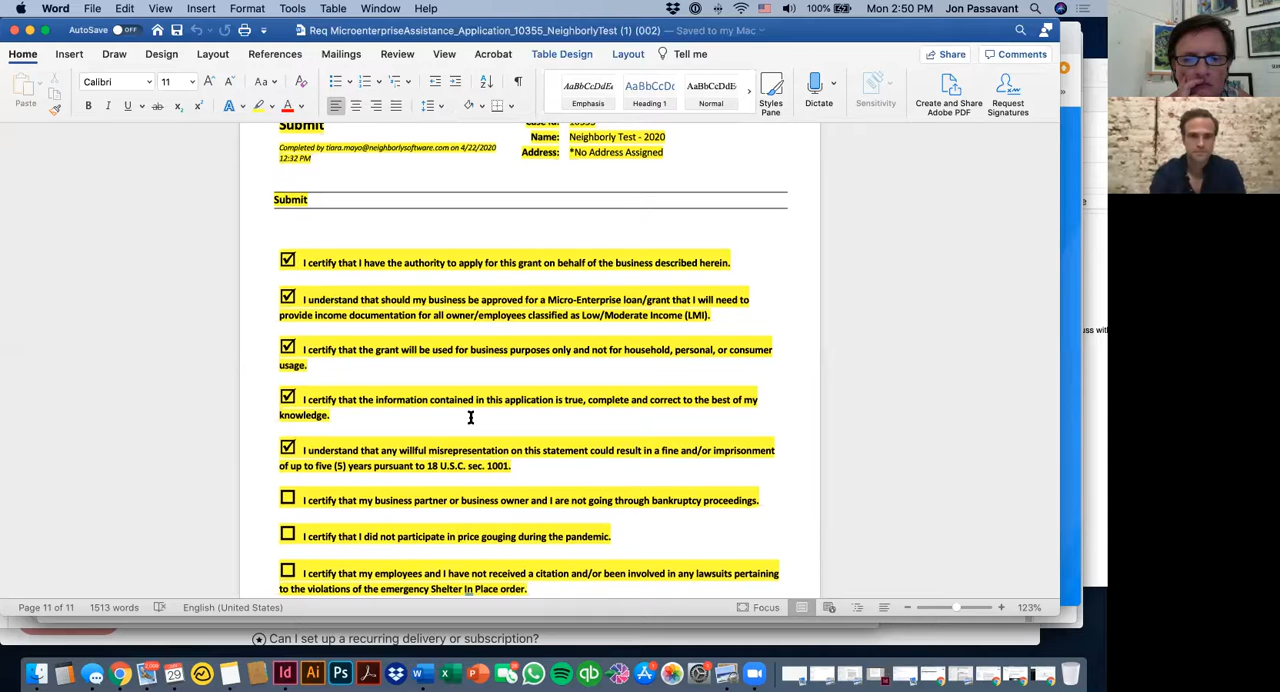 Word File Edit View Insert Format Tools Table Window Help 100% Mon 2:50 PM Jon Passavant
AutoSave OFF Req MicroenterpriseAssistance_Application_10355_NeighborlyTest (1) (002) — Saved to my Mac
Home Insert Draw Design Layout References Mailings Review View Acrobat Table Design Layout Tell me Share Comments
Paste Calibri 11 Aa
AaBbCcDdEe AaBbCcDc AaBbCcDdEe
Emphasis Heading 1 Normal Styles Pane Dictate Sensitivity Create and Share Adobe PDF Request Signatures
Submit
Case Id: 10355
Completed by tiara.mayo@neighborlysoftware.com on 4/22/2020
12:32 PM
Name: Neighborly Test - 2020
Address: *No Address Assigned
Submit
I certify that I have the authority to apply for this grant on behalf of the business described herein.
I understand that should my business be approved for a Micro-Enterprise loan/grant that I will need to
provide income documentation for all owner/employees classified as Low/Moderate Income (LMI).
I certify that the grant will be used for business purposes only and not for household, personal, or consumer
usage.
I certify that the information contained in this application is true, complete and correct to the best of my
knowledge.
I understand that any willful misrepresentation on this statement could result in a fine and/or imprisonment
of up to five (5) years pursuant to 18 U.S.C. sec. 1001.
I certify that my business partner or business owner and I are not going through bankruptcy proceedings.
I certify that I did not participate in price gouging during the pandemic.
I certify that my employees and I have not received a citation and/or been involved in any lawsuits pertaining
to the violations of the emergency Shelter In Place order.
uss with
Page 11 of 11 1513 words English (United States) Focus 123%
Can I set up a recurring delivery or subscription?